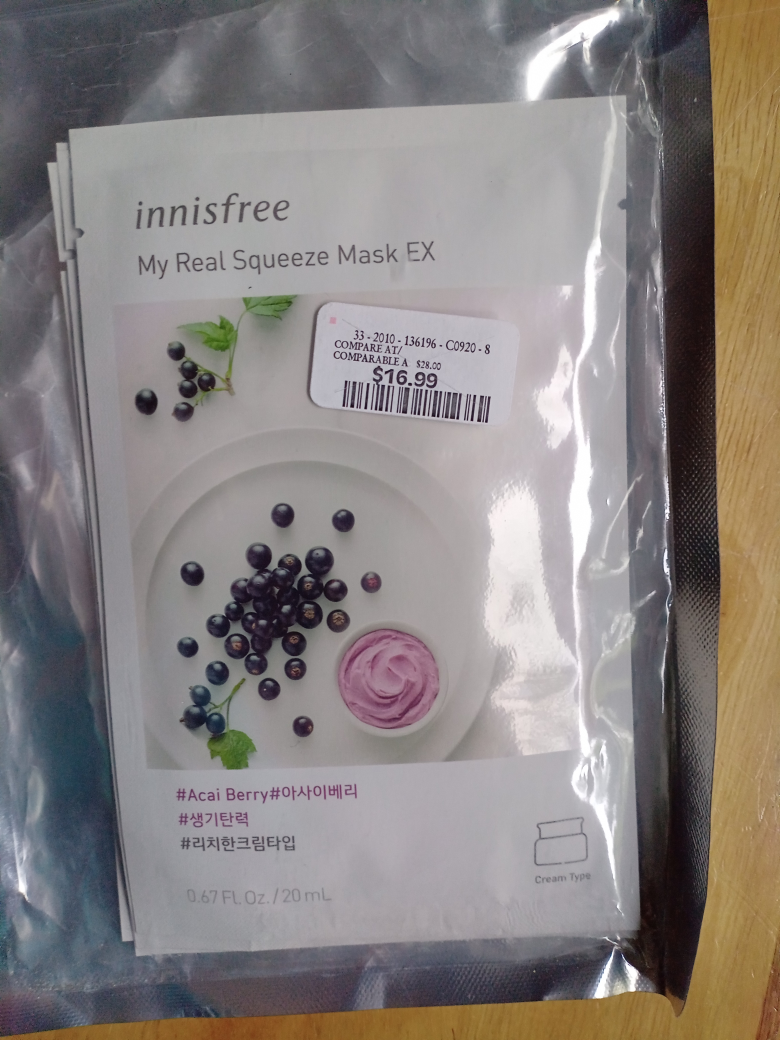 innisfree
My Real Squeeze Mask EX
33 - 2010 - 136196 - C0920 - 8
COMPARE AT/
COMPARABLE A $28.00
$16.99
#Acai Berry#아사이베리
#생기탄력
#리치한크림타입
Cream Type
0.67 Fl. Oz. / 20 mL